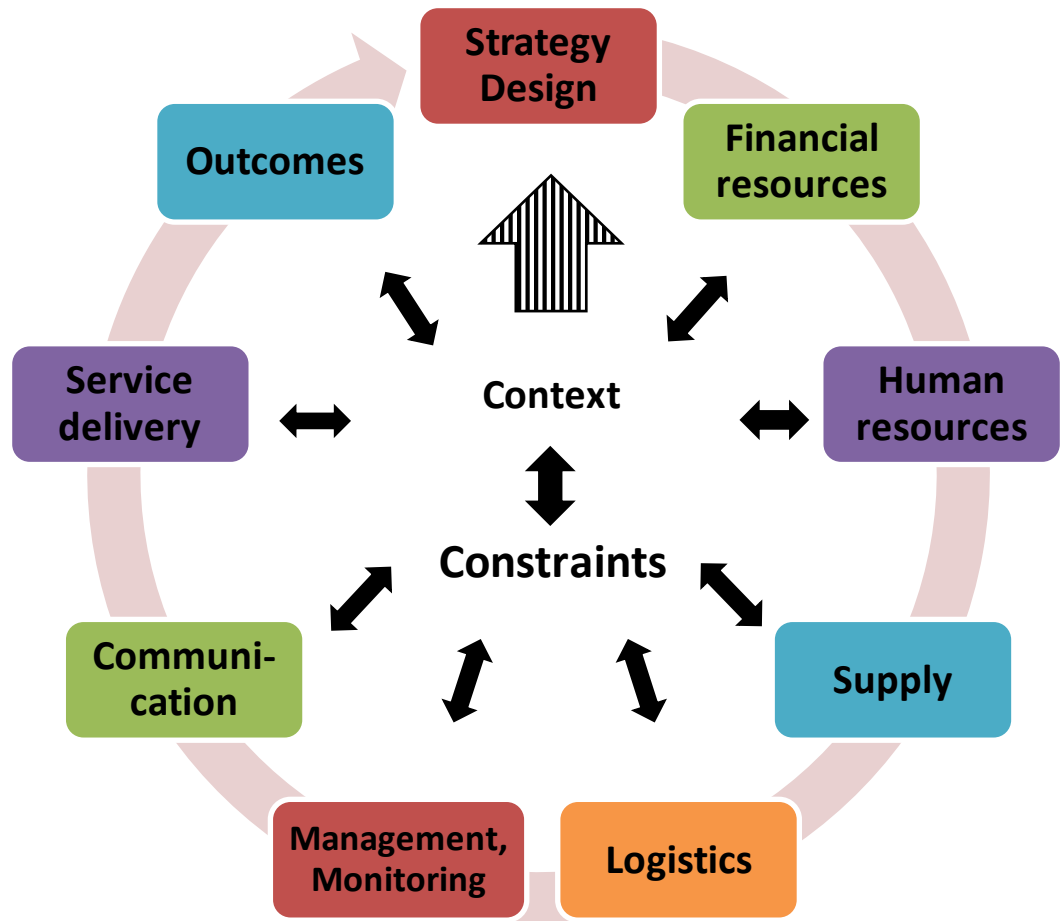 Strategy
Design
Financial
resources
Human
resources
Supply
Logistics
Management,
Monitoring
Communi-
cation
Service
delivery
Outcomes
Context
Constraints